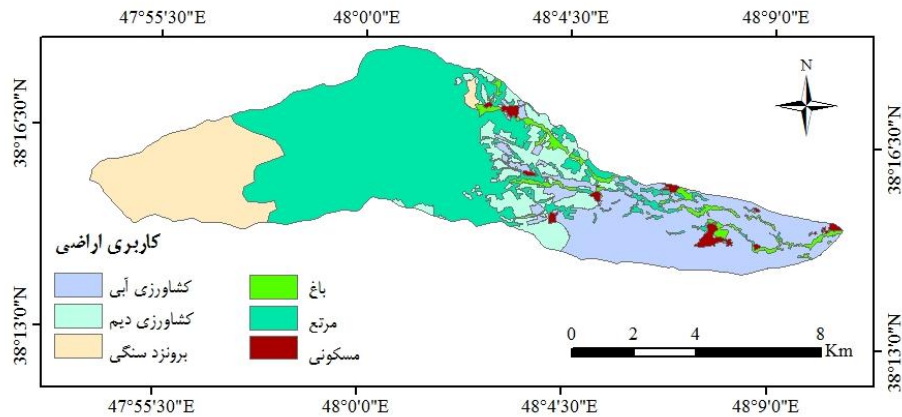 47°55'30"E 48°0'0"E 48°4'30"E 48°9'0"E
N
38°16'30"N
38°16'30"N
کاربری اراضی
کشاورزی آبی
باغ
کشاورزی دیم
مرتع
برونزد سنگی
مسکونی
0 2 4 8
Km
38°13'0"N
38°13'0"N
47°55'30"E 48°0'0"E 48°4'30"E 48°9'0"E